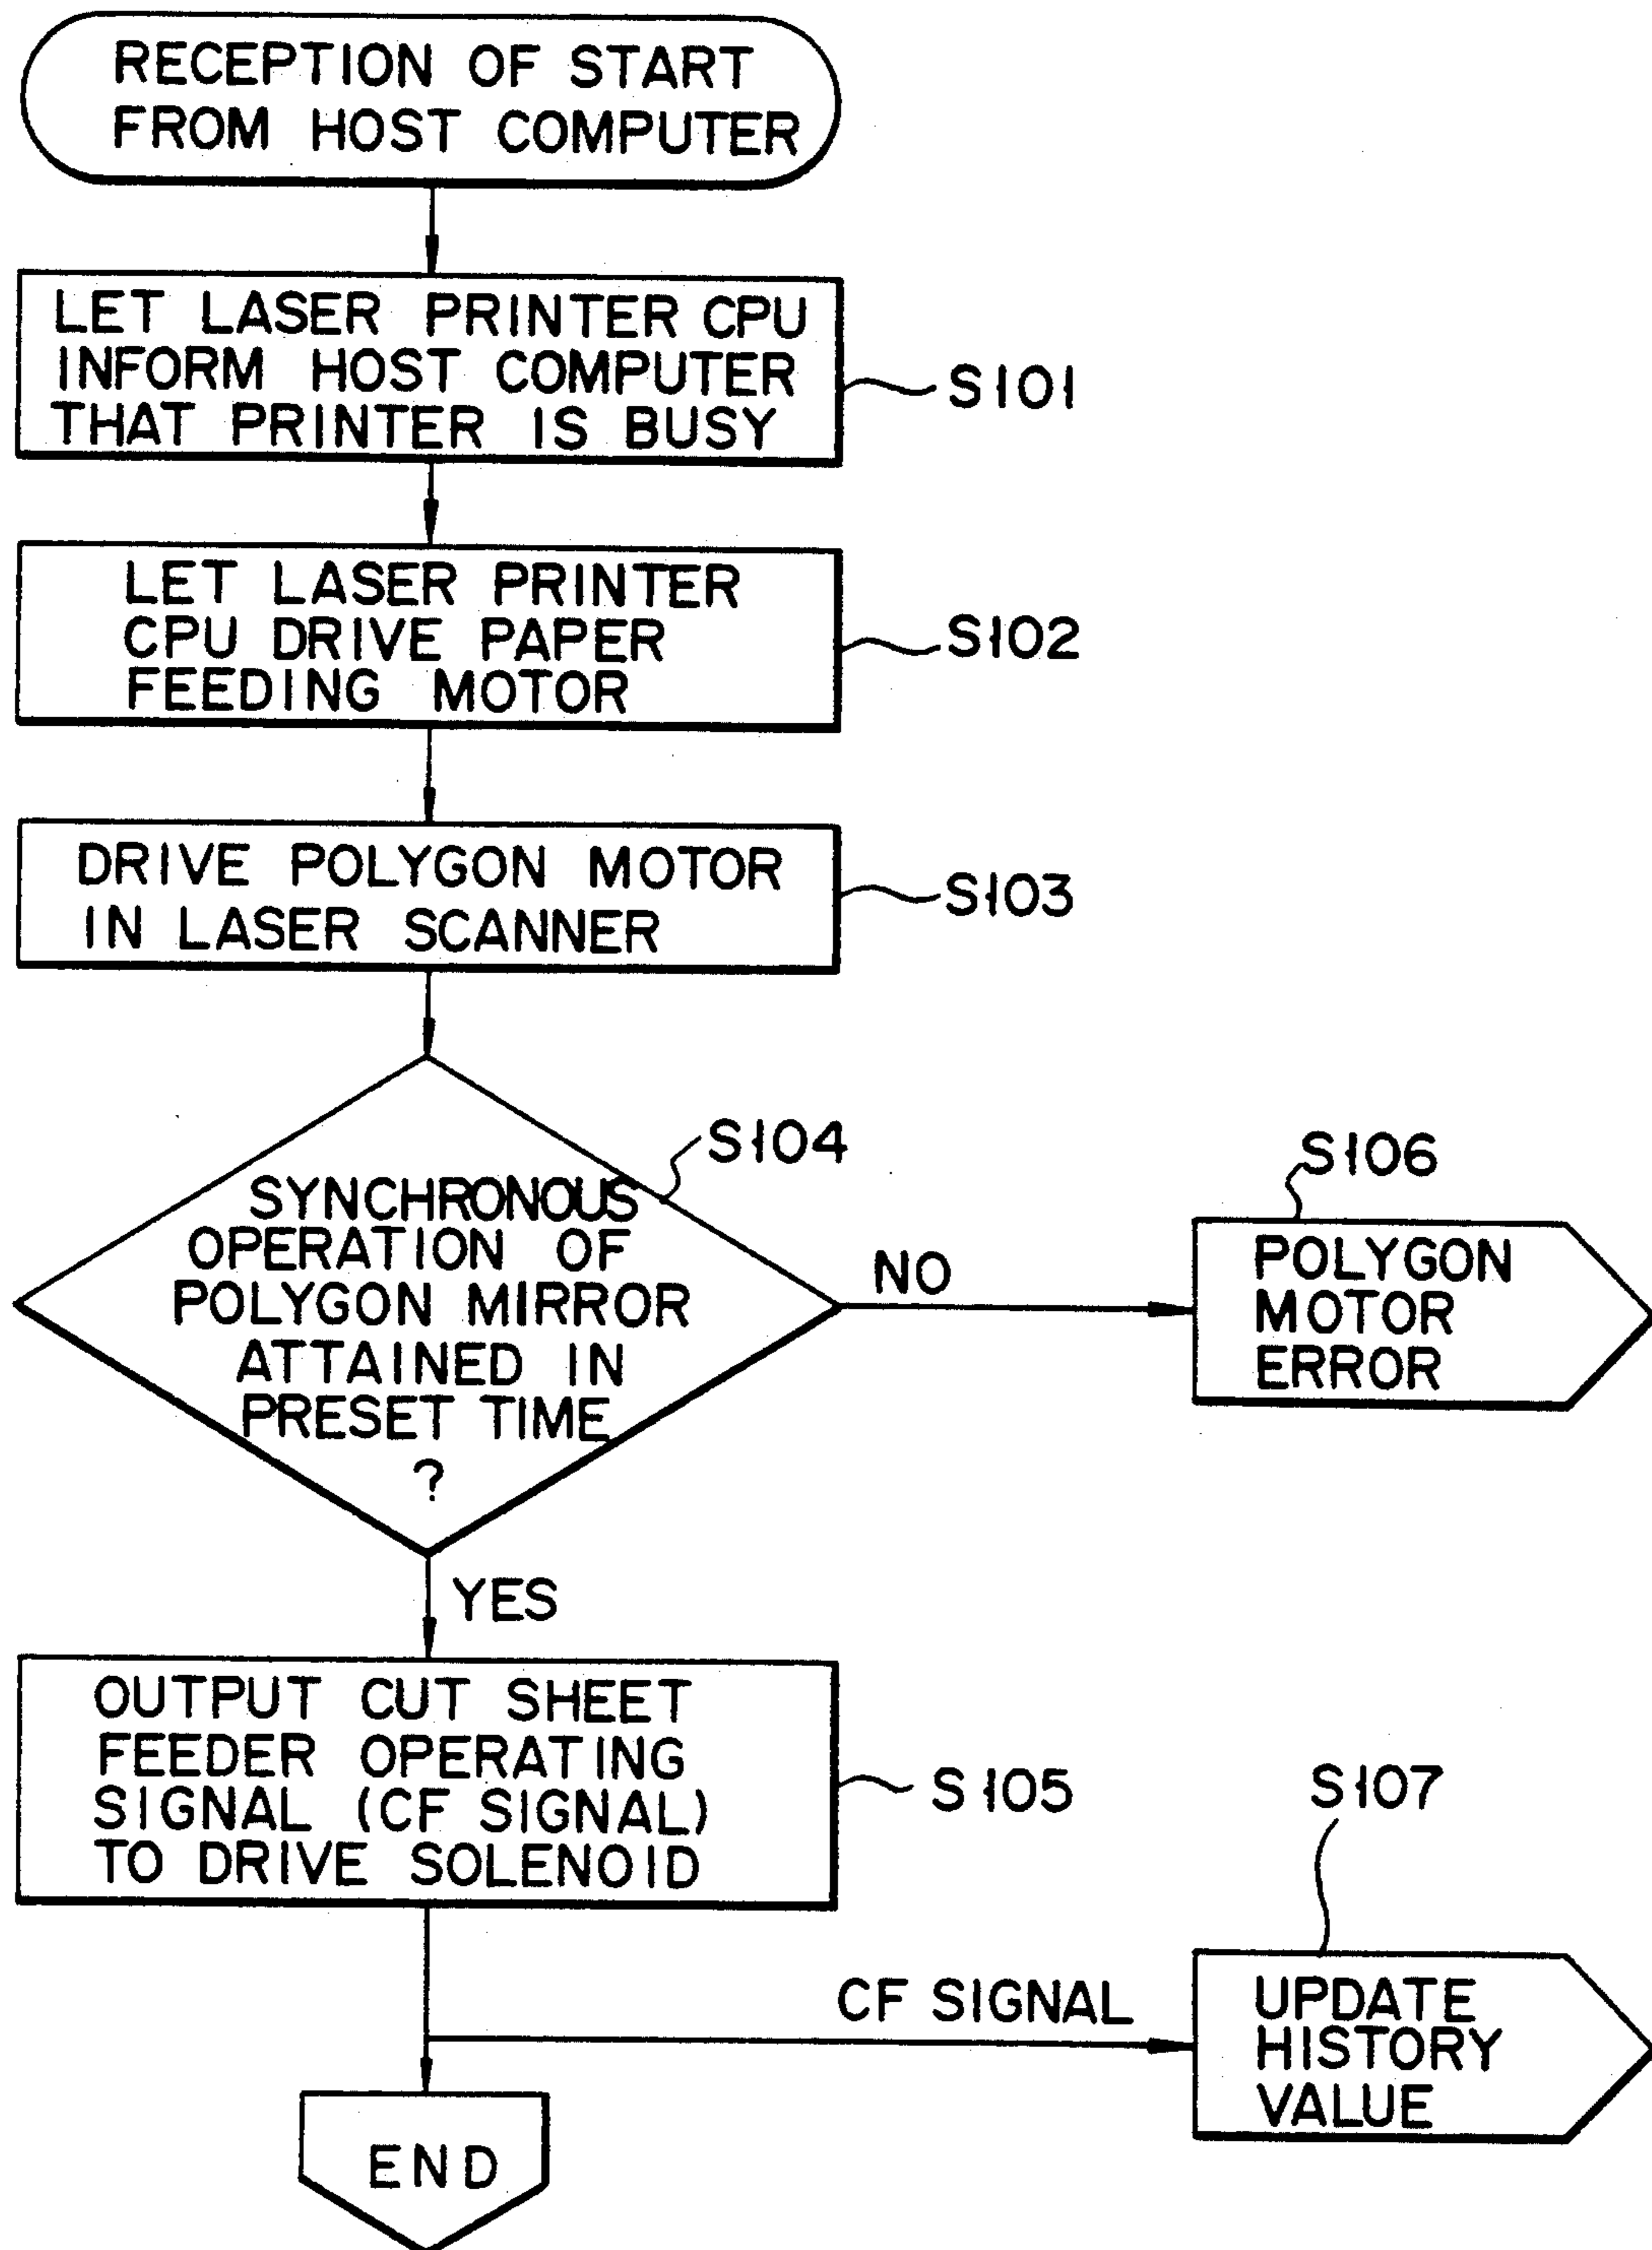 RECEPTION OF START
FROM HOST COMPUTER
LET LASER PRINTER CPU
INFORM HOST COMPUTER
THAT PRINTER IS BUSY
S101
LET LASER PRINTER
CPU DRIVE PAPER
FEEDING MOTOR
S102
DRIVE POLYGON MOTOR
IN LASER SCANNER
S103
S104
SYNCHRONOUS
OPERATION OF
POLYGON MIRROR
ATTAINED IN
PRESET TIME
?
NO
S106
POLYGON
MOTOR
ERROR
YES
OUTPUT CUT SHEET
FEEDER OPERATING
SIGNAL (CF SIGNAL)
TO DRIVE SOLENOID
S105
S107
CF SIGNAL
UPDATE
HISTORY
VALUE
END